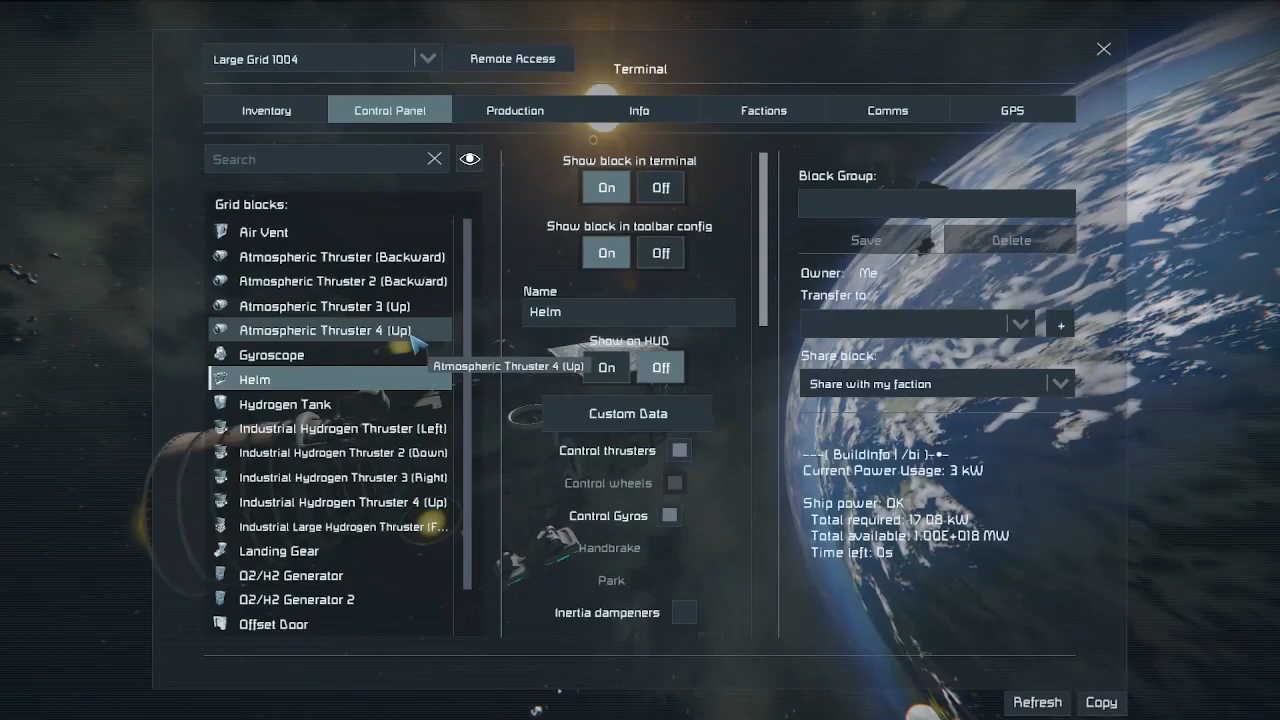 Large Grid 1004
Remote Access
Terminal
Inventory
Control Panel
Production
Info
Factions
Comms
GPS
Search
Grid blocks:
Air Vent
Atmospheric Thruster (Backward)
Atmospheric Thruster 2 (Backward)
Atmospheric Thruster 3 (Up)
Atmospheric Thruster 4 (Up)
Gyroscope
Helm
Hydrogen Tank
Industrial Hydrogen Thruster (Left)
Industrial Hydrogen Thruster 2 (Down)
Industrial Hydrogen Thruster 3 (Right)
Industrial Hydrogen Thruster 4 (Up)
Industrial Large Hydrogen Thruster (F...
Landing Gear
O2/H2 Generator
O2/H2 Generator 2
Offset Door
Atmospheric Thruster 4 (Up)
Show block in terminal
On Off
Show block in toolbar config
On Off
Name
Helm
Show on HUD
On Off
Custom Data
Control thrusters
Control wheels
Control Gyros
Handbrake
Park
Inertia dampeners
Block Group:
Save Delete
Owner: Me
Transfer to:
+
Share block:
Share with my faction
---( BuildInfo | /bi )-•-
Current Power Usage: 3 kW
Ship power: OK
Total required: 17.08 kW
Total available: 1.00E+018 MW
Time left: 0s
Refresh
Copy